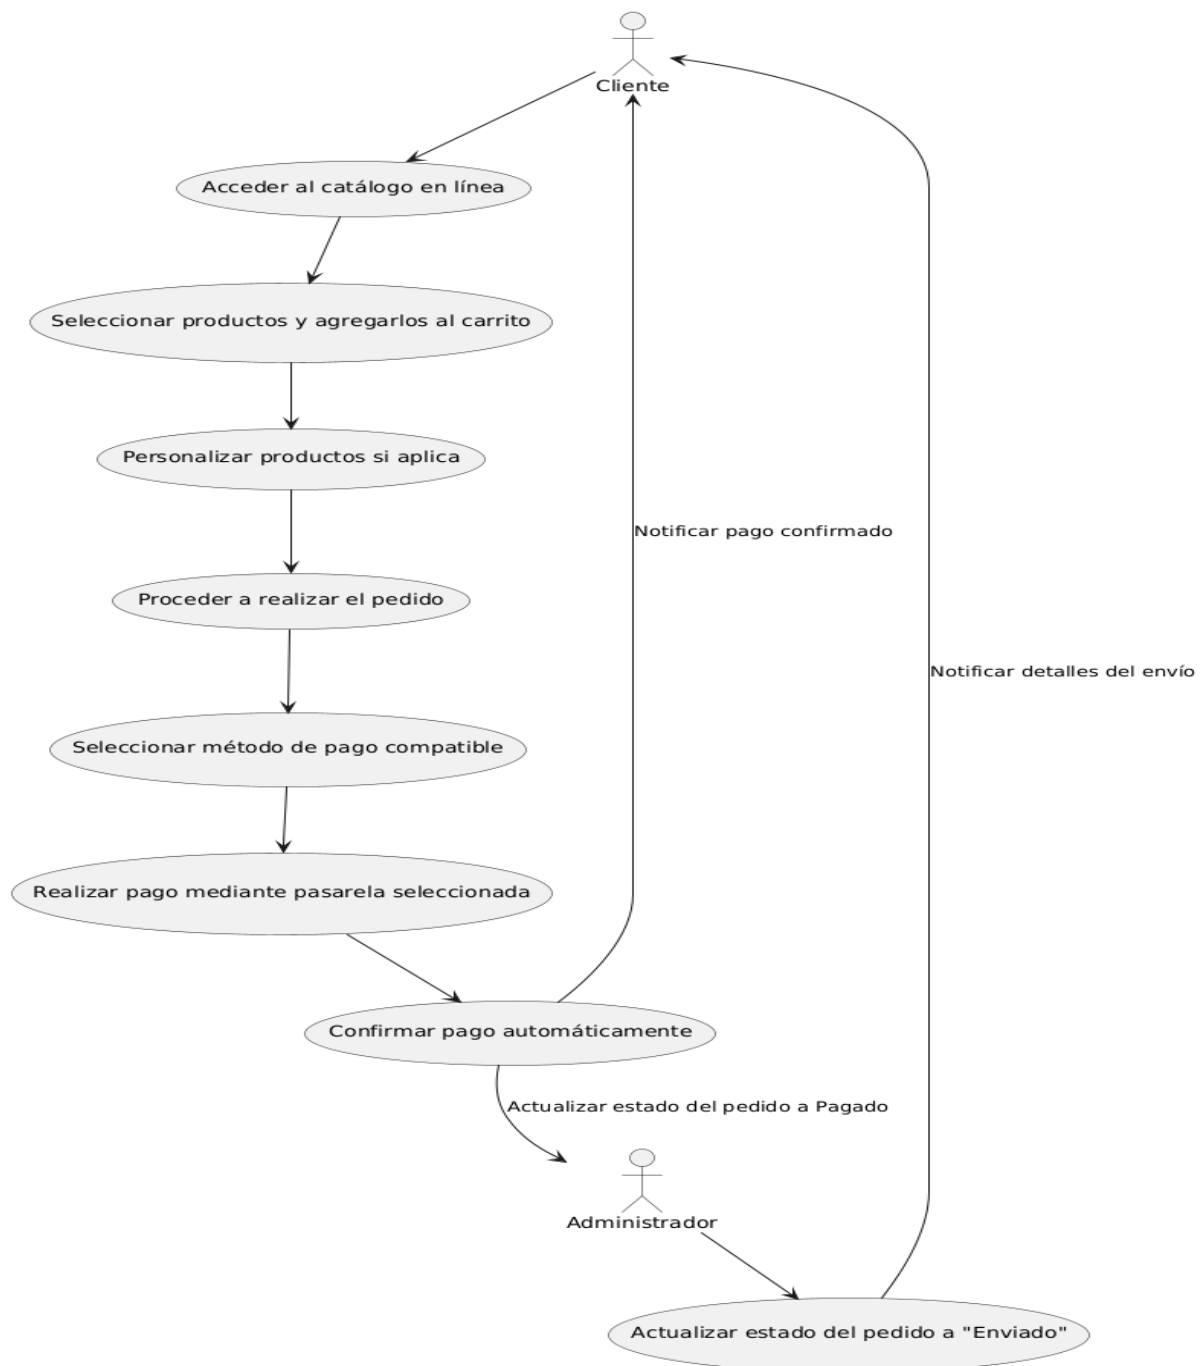 Cliente
Acceder al catálogo en línea
Seleccionar productos y agregarlos al carrito
Personalizar productos si aplica
Notificar pago confirmado
Proceder a realizar el pedido
Notificar detalles del envío
Seleccionar método de pago compatible
Realizar pago mediante pasarela seleccionada
Confirmar pago automáticamente
Actualizar estado del pedido a Pagado
Administrador
Actualizar estado del pedido a "Enviado"